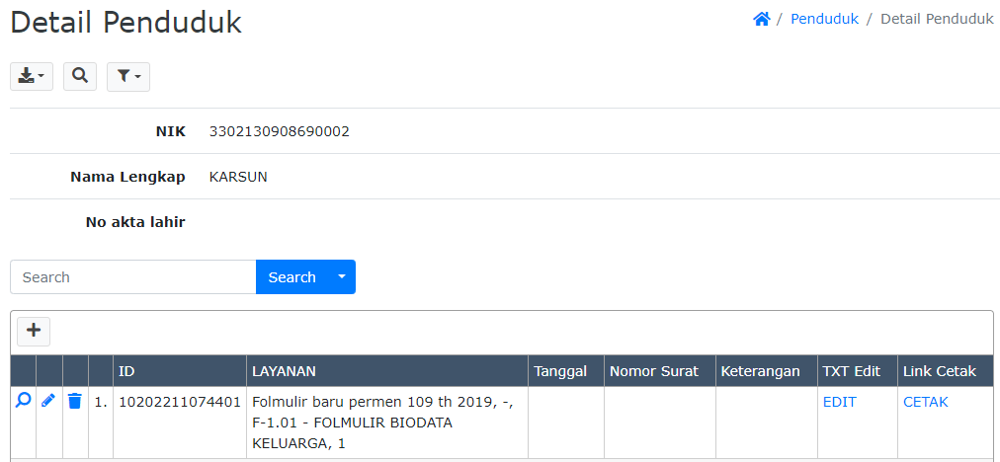 Detail Penduduk
/ Penduduk / Detail Penduduk
NIK 3302130908690002
Nama Lengkap KARSUN
No akta lahir
Search Search
ID LAYANAN Tanggal Nomor Surat Keterangan TXT Edit Link Cetak
1. 10202211074401 Folmulir baru permen 109 th 2019, -, EDIT CETAK
F-1.01 - FOLMULIR BIODATA
KELUARGA, 1